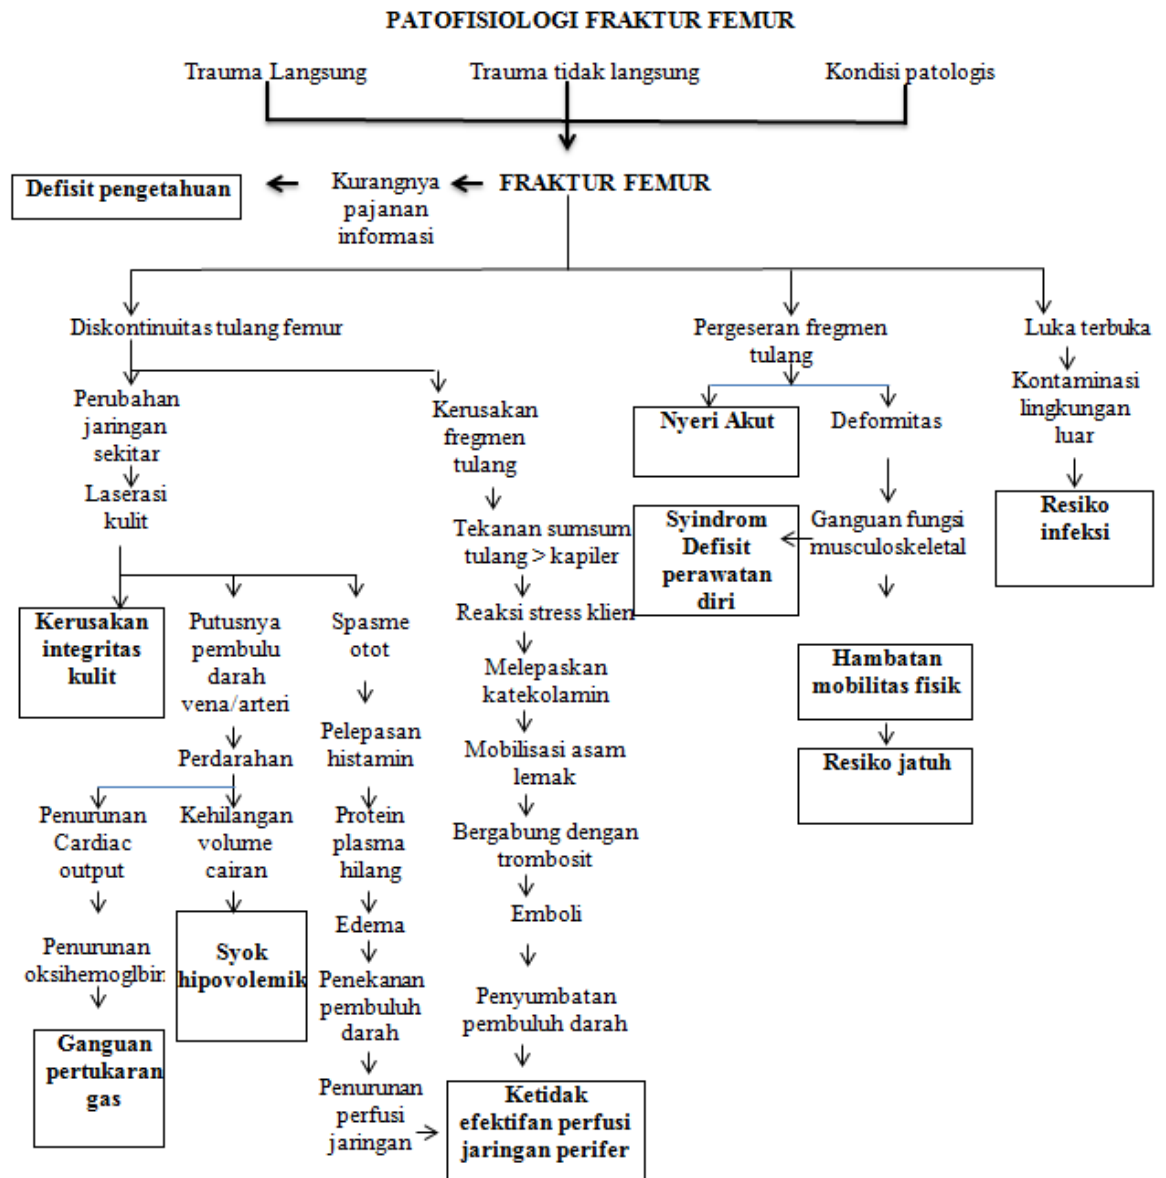 PATOFISIOLOGI FRAKTUR FEMUR
Trauma Langsung
Trauma tidak langsung
Kondisi patologis
Defisit pengetahuan
Kurangnya
pajanan
informasi
FRAKTUR FEMUR
Diskontinuitas tulang femur
Pergeseran fregmen
tulang
Luka terbuka
Perubahan
jaringan
sekitar
Kerusakan
fregmen
tulang
Nyeri Akut
Deformitas
Kontaminasi
lingkungan
luar
Laserasi
kulit
Tekanan sumsum
tulang > kapiler
Syindrom
Defisit
perawatan
diri
Ganguan fungsi
musculoskeletal
Resiko
infeksi
Kerusakan
integritas
kulit
Putusnya
pembulu
darah
vena/arteri
Spasme
otot
Reaksi stress klien
Melepaskan
katekolamin
Hambatan
mobilitas fisik
Perdarahan
Pelepasan
histamin
Mobilisasi asam
lemak
Resiko jatuh
Penurunan
Cardiac
output
Kehilangan
volume
cairan
Protein
plasma
hilang
Bergabung dengan
trombosit
Edema
Emboli
Penurunan
oksihemoglbin
Syok
hipovolemik
Penekanan
pembuluh
darah
Penyumbatan
pembuluh darah
Ganguan
pertukaran
gas
Penurunan
perfusi
jaringan
Ketidak
efektifan perfusi
jaringan perifer